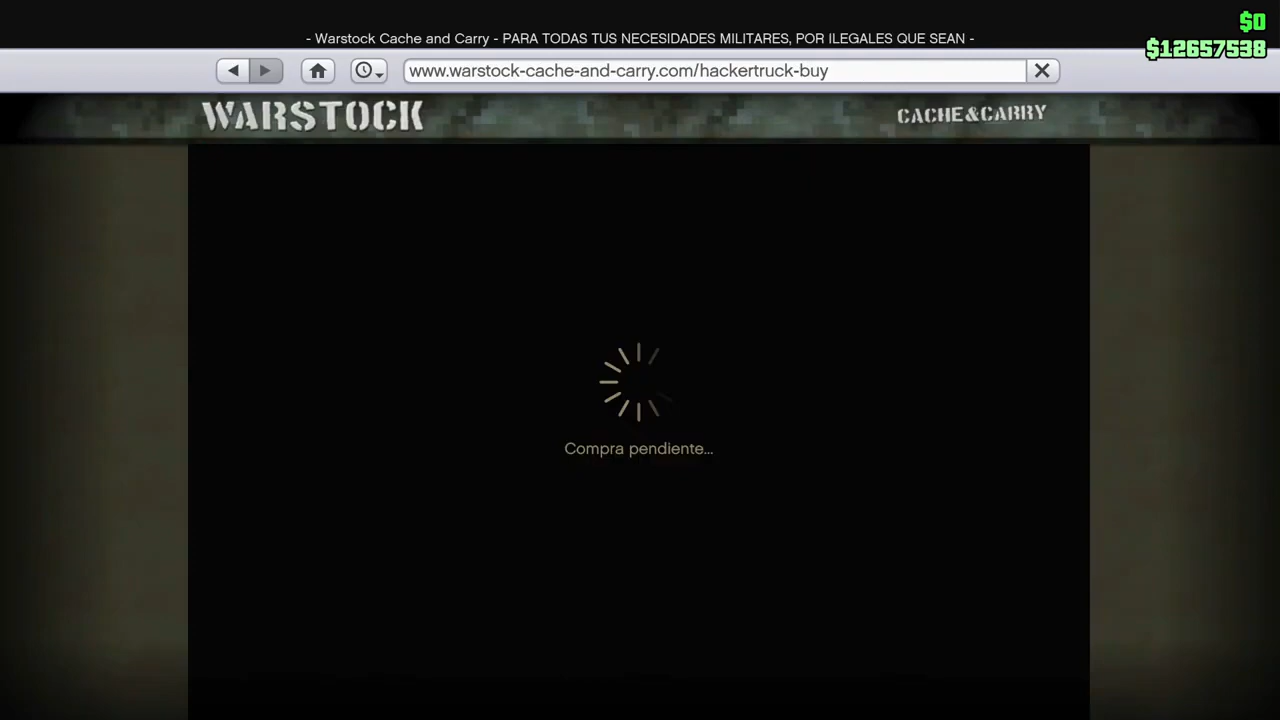 $0
- Warstock Cache and Carry - PARA TODAS TUS NECESIDADES MILITARES, POR ILEGALES QUE SEAN -
$12657538
www.warstock-cache-and-carry.com/hackertruck-buy
WARSTOCK
CACHE&CARRY
Compra pendiente...